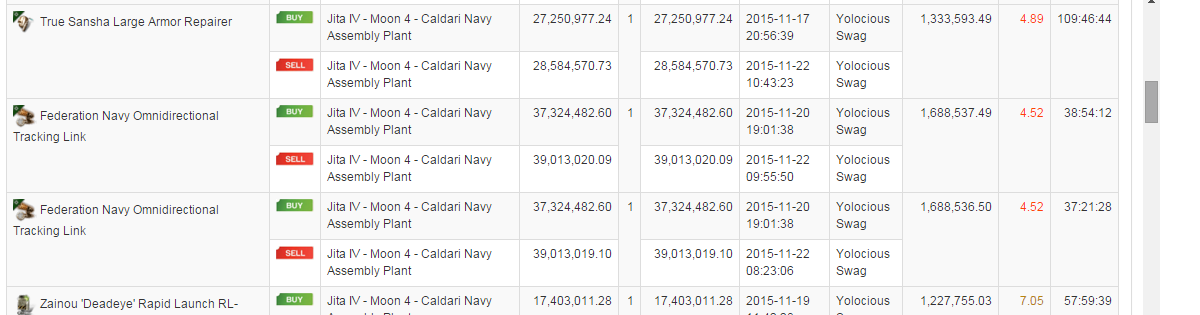 True Sansha Large Armor Repairer BUY Jita IV - Moon 4 - Caldari Navy 27,250,977.24 1 27,250,977.24 2015-11-17 Yolocious 1,333,593.49 4.89 109:46:44
Assembly Plant 20:56:39 Swag
SELL Jita IV - Moon 4 - Caldari Navy 28,584,570.73 28,584,570.73 2015-11-22 Yolocious
Assembly Plant 10:43:23 Swag
Federation Navy Omnidirectional BUY Jita IV - Moon 4 - Caldari Navy 37,324,482.60 1 37,324,482.60 2015-11-20 Yolocious 1,688,537.49 4.52 38:54:12
Tracking Link Assembly Plant 19:01:38 Swag
SELL Jita IV - Moon 4 - Caldari Navy 39,013,020.09 39,013,020.09 2015-11-22 Yolocious
Assembly Plant 09:55:50 Swag
Federation Navy Omnidirectional BUY Jita IV - Moon 4 - Caldari Navy 37,324,482.60 1 37,324,482.60 2015-11-20 Yolocious 1,688,536.50 4.52 37:21:28
Tracking Link Assembly Plant 19:01:38 Swag
SELL Jita IV - Moon 4 - Caldari Navy 39,013,019.10 39,013,019.10 2015-11-22 Yolocious
Assembly Plant 08:23:06 Swag
Zainou 'Deadeye' Rapid Launch RL- BUY Jita IV - Moon 4 - Caldari Navy 17,403,011.28 1 17,403,011.28 2015-11-19 Yolocious 1,227,755.03 7.05 57:59:39
Assembly Plant Swag